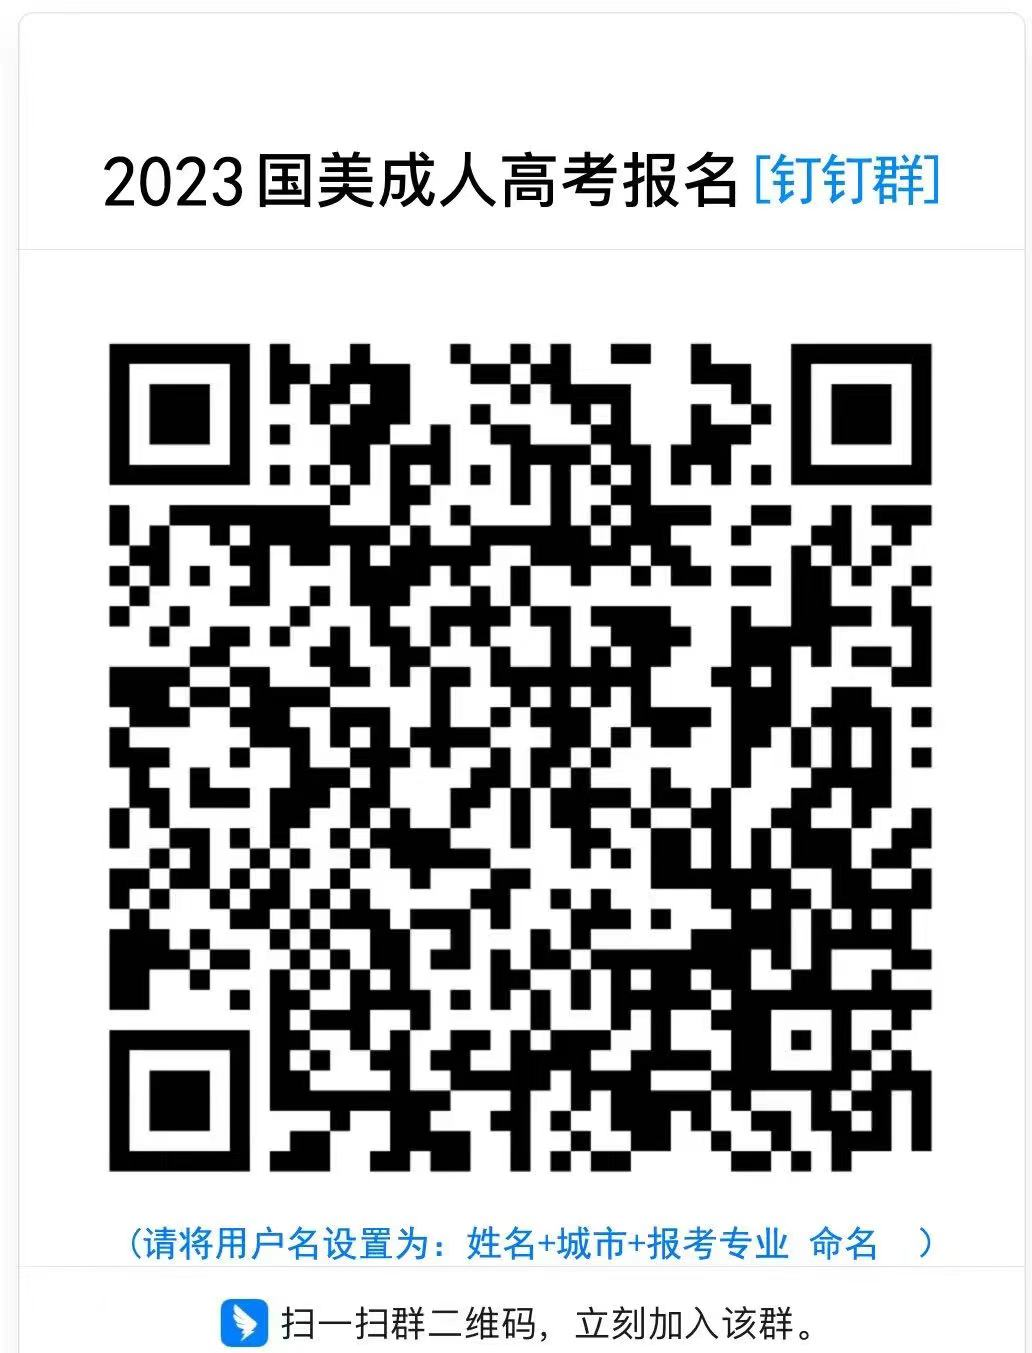 2023国美成人高考报名[钉钉群]
（请将用户名设置为：姓名+城市+报考专业 命名 ）
扫一扫群二维码，立刻加入该群。